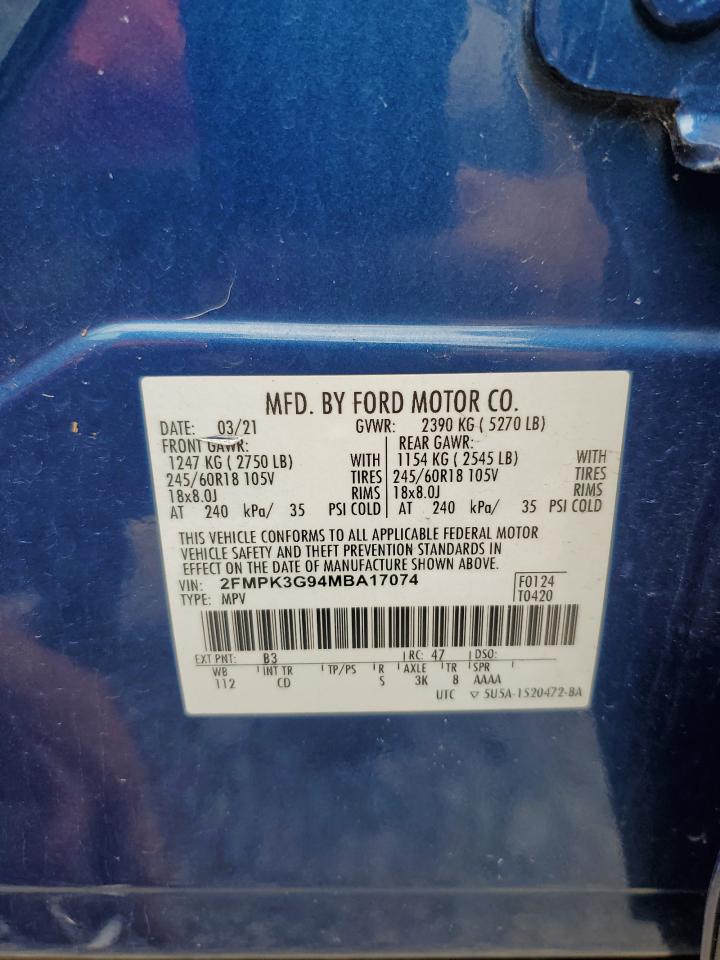 MFD. BY FORD MOTOR CO.
DATE: 03/21 GVWR: 2390 KG ( 5270 LB)
FRONT GAWR: REAR GAWR:
1247 KG ( 2750 LB) WITH 1154 KG ( 2545 LB) WITH
245/60R18 105V TIRES 245/60R18 105V TIRES
18x8.0J RIMS 18x8.0J RIMS
AT 240 kPa/ 35 PSI COLD AT 240 kPa/ 35 PSI COLD
THIS VEHICLE CONFORMS TO ALL APPLICABLE FEDERAL MOTOR
VEHICLE SAFETY AND THEFT PREVENTION STANDARDS IN
EFFECT ON THE DATE OF MANUFACTURE SHOWN ABOVE.
VIN: 2FMPK3G94MBA17074 F0124
TYPE: MPV T0420
EXT PNT: B3 RC: 47 DSO:
WB INT TR TP/PS R AXLE TR SPR
112 CD S 3K 8 AAAA
UTC ▽ 5U5A-1520472-BA